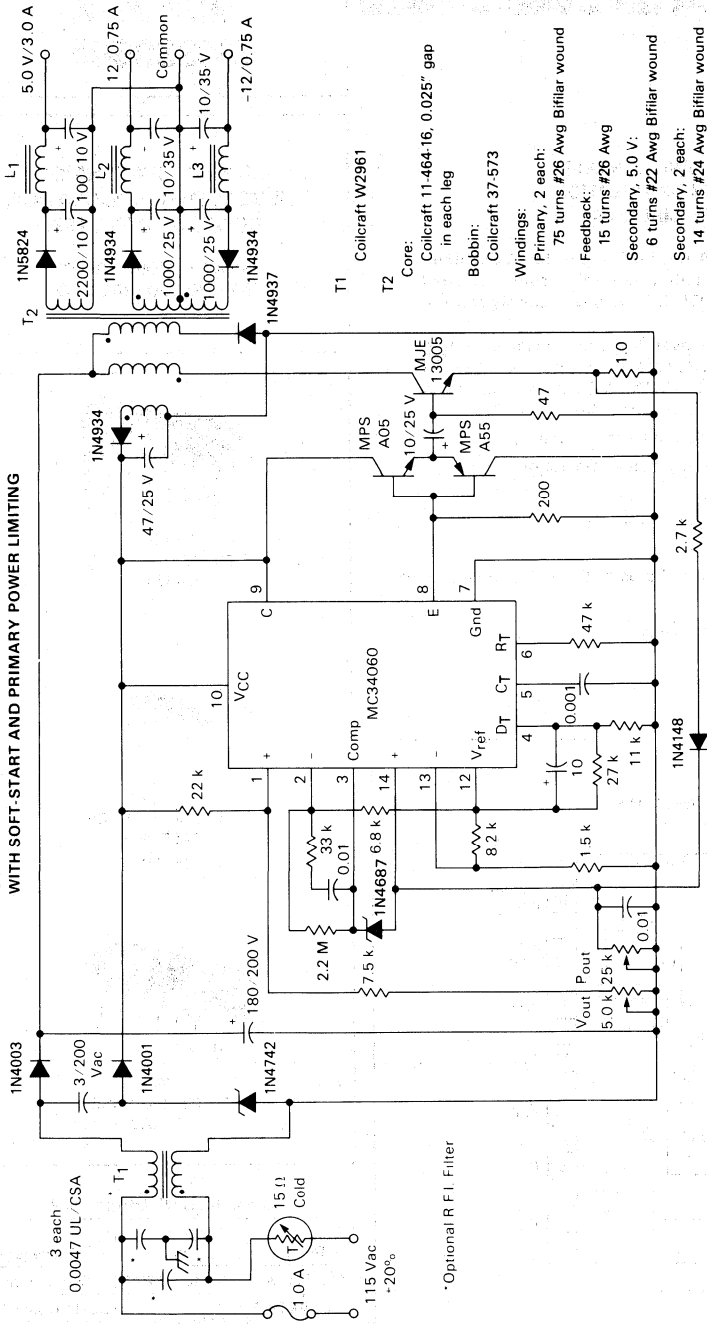 WITH SOFT-START AND PRIMARY POWER LIMITING
3 each
0.0047 UL/CSA
1.0 A
115 Vac
+20%
15 Ω
Cold
T
T1
*Optional R.F.I. Filter
1N4003
3/200
Vac
1N4001
1N4742
180/200 V
Vout
5.0 k
Pout
25 k
0.01
7.5 k
2.2 M
33 k
0.01
1N4687
6.8 k
22 k
8.2 k
1.5 k
10
27 k
11 k
0.001
47 k
MC34060
10
VCC
1
+
2
−
3
Comp
14
+
13
−
12
Vref
4
DT
5
CT
6
RT
7
Gnd
8
E
9
C
200
47
1.0
2.7 k
1N4148
MPS
A05
MPS
A55
10/25 V
MJE
13005
1N4934
47/25 V
1N4937
T2
1N5824
1N4934
1N4934
2200/10 V
1000/25 V
1000/25 V
L1
L2
L3
100/10 V
10/35 V
10/35 V
5.0 V/3.0 A
12/0.75 A
Common
-12/0.75 A
T1
Coilcraft W2961
T2
Core:
Coilcraft 11-464-16, 0.025" gap
in each leg
Bobbin:
Coilcraft 37-573
Windings:
Primary, 2 each:
75 turns #26 Awg Bifilar wound
Feedback:
15 turns #26 Awg
Secondary, 5.0 V:
6 turns #22 Awg Bifilar wound
Secondary, 2 each:
14 turns #24 Awg Bifilar wound